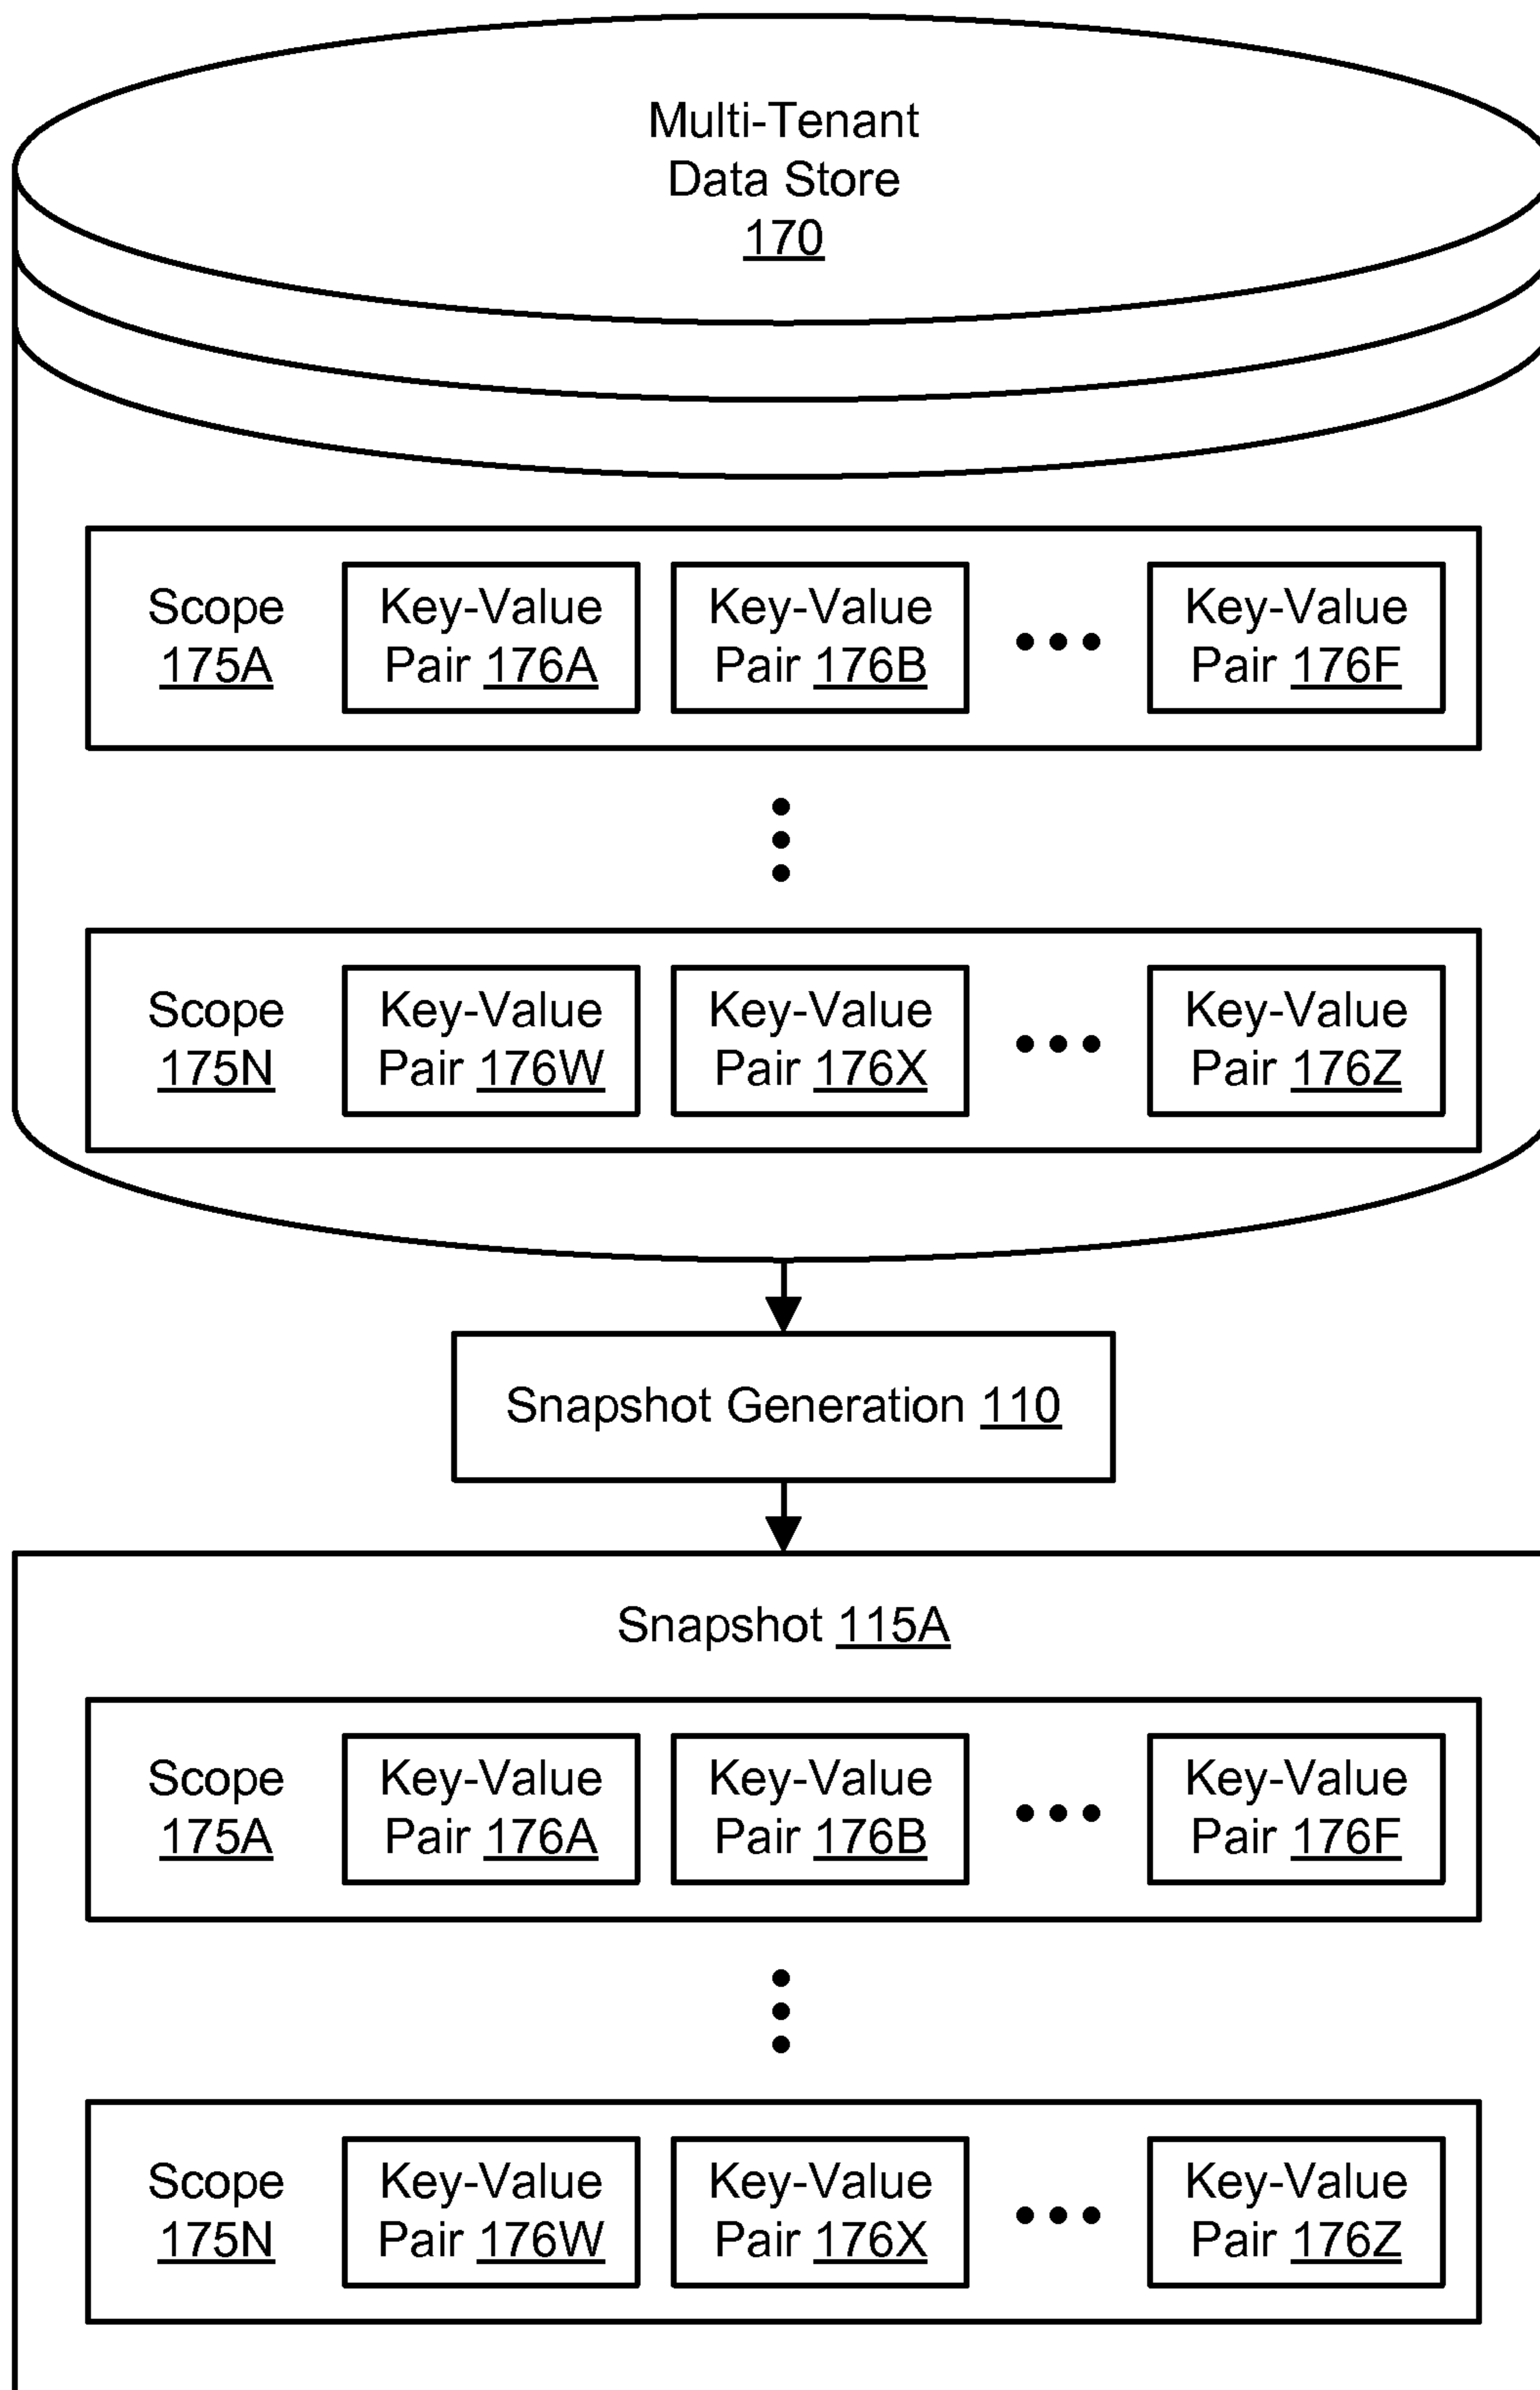 Multi-Tenant
Data Store
170
Scope
175A
Key-Value
Pair 176A
Key-Value
Pair 176B
Key-Value
Pair 176F
Scope
175N
Key-Value
Pair 176W
Key-Value
Pair 176X
Key-Value
Pair 176Z
Snapshot Generation 110
Snapshot 115A
Scope
175A
Key-Value
Pair 176A
Key-Value
Pair 176B
Key-Value
Pair 176F
Scope
175N
Key-Value
Pair 176W
Key-Value
Pair 176X
Key-Value
Pair 176Z